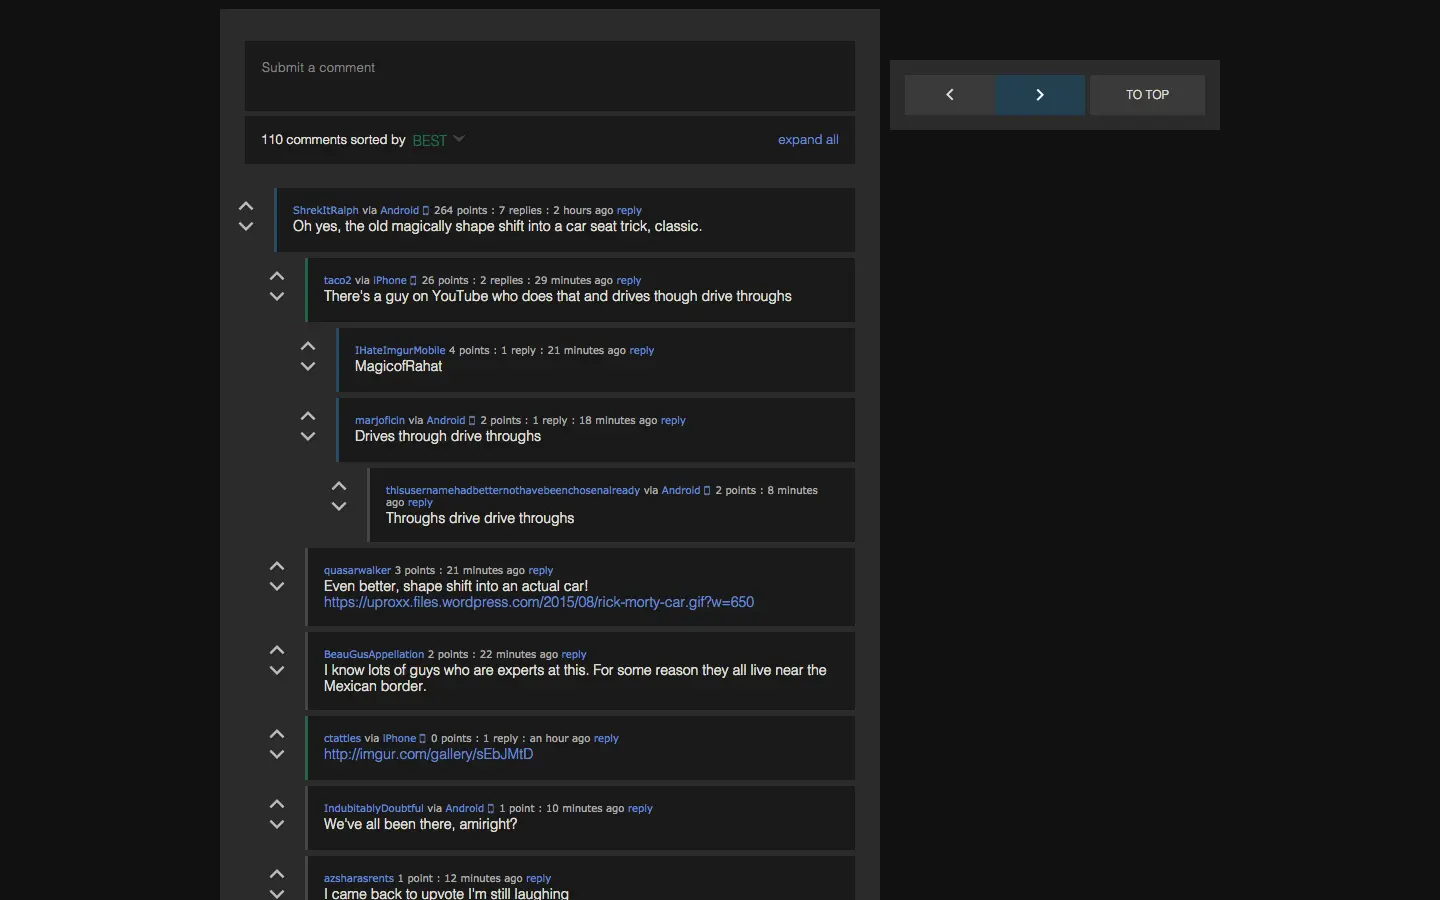 Submit a comment
TO TOP
110 comments sorted by BEST
expand all
ShrekItRalph via Android 264 points : 7 replies : 2 hours ago reply
Oh yes, the old magically shape shift into a car seat trick, classic.
taco2 via iPhone 26 points : 2 replies : 29 minutes ago reply
There's a guy on YouTube who does that and drives though drive throughs
IHateImgurMobile 4 points : 1 reply : 21 minutes ago reply
MagicofRahat
marjoficin via Android 2 points : 1 reply : 18 minutes ago reply
Drives through drive throughs
thisusernamehadbetternothavebeenchosenalready via Android 2 points : 8 minutes
ago reply
Throughs drive drive throughs
quasarwalker 3 points : 21 minutes ago reply
Even better, shape shift into an actual car!
https://uproxx.files.wordpress.com/2015/08/rick-morty-car.gif?w=650
BeauGusAppellation 2 points : 22 minutes ago reply
I know lots of guys who are experts at this. For some reason they all live near the
Mexican border.
ctattles via iPhone 0 points : 1 reply : an hour ago reply
http://imgur.com/gallery/sEbJMtD
IndubitablyDoubtful via Android 1 point : 10 minutes ago reply
We've all been there, amiright?
azsharasrents 1 point : 12 minutes ago reply
I came back to upvote I'm still laughing